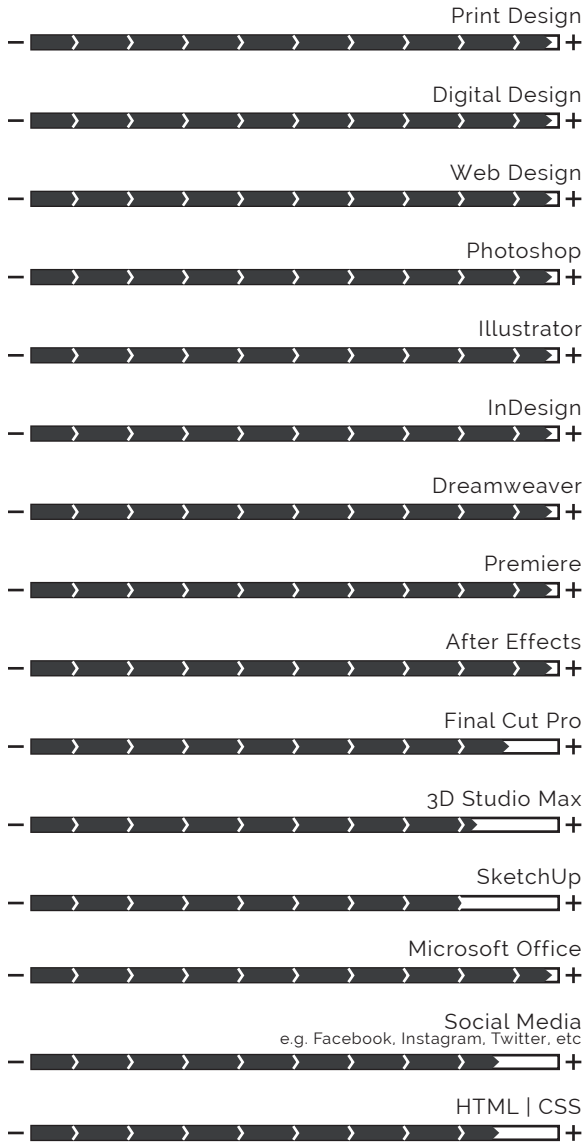 Print Design
Digital Design
Web Design
Photoshop
Illustrator
InDesign
Dreamweaver
Premiere
After Effects
Final Cut Pro
3D Studio Max
SketchUp
Microsoft Office
Social Media
e.g. Facebook, Instagram, Twitter, etc
HTML | CSS